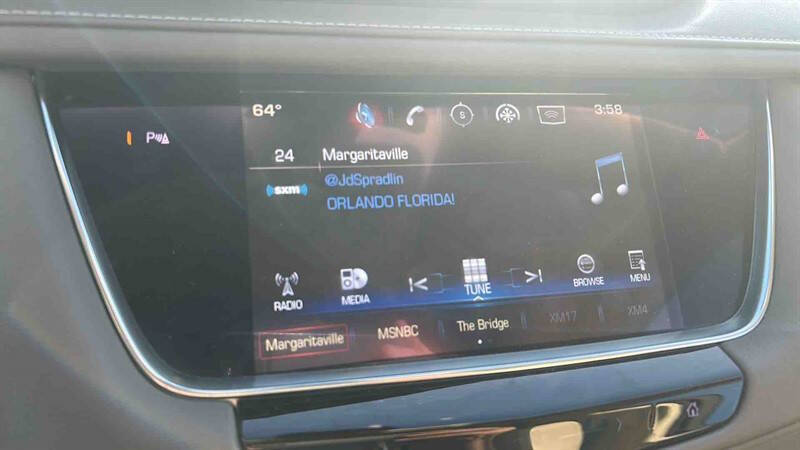 64° S 3:58
P
24 Margaritaville
((sxm)) @JdSpradlin
ORLANDO FLORIDA!
RADIO MEDIA TUNE BROWSE MENU
Margaritaville MSNBC The Bridge XM17 XM4